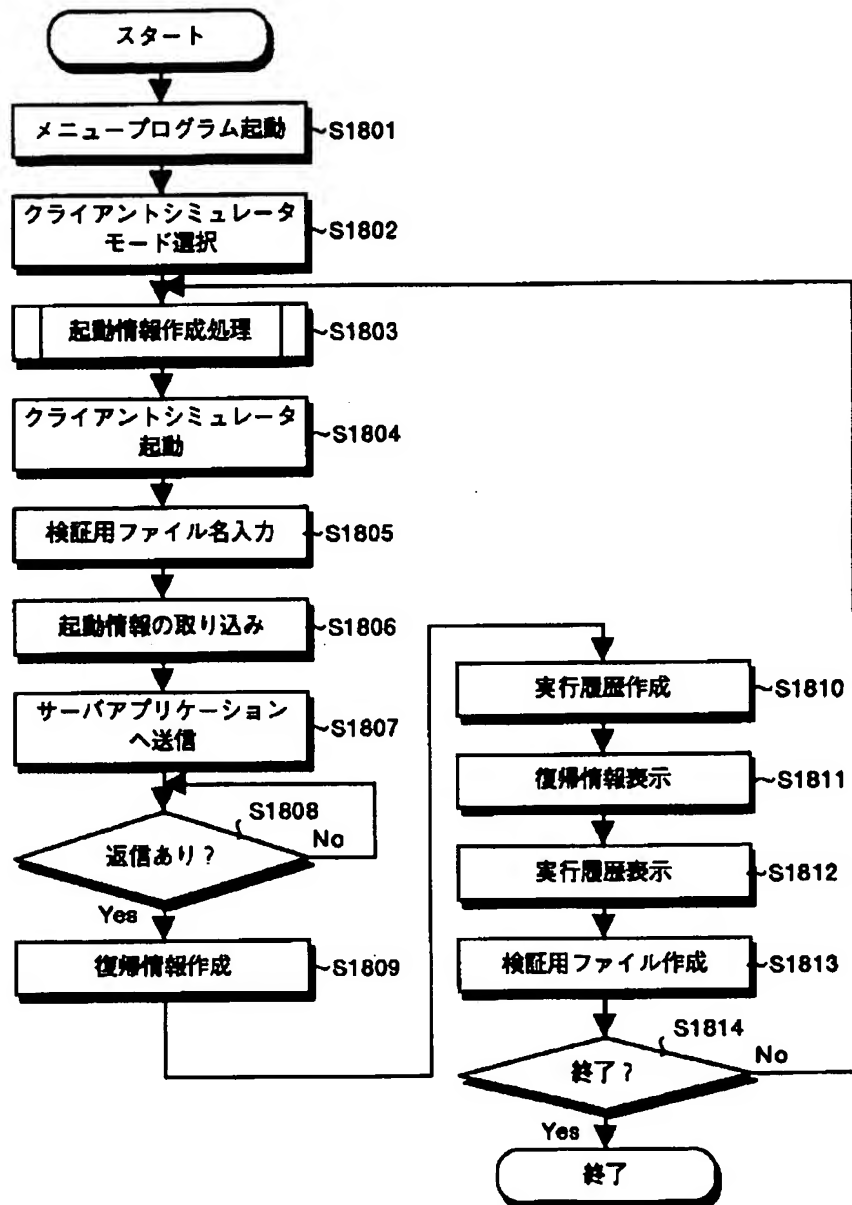 スタート
メニュープログラム起動
~S1801
クライアントシミュレータ
モード選択
~S1802
起動情報作成処理
~S1803
クライアントシミュレータ
起動
~S1804
検証用ファイル名入力
~S1805
起動情報の取り込み
~S1806
サーバアプリケーション
へ送信
~S1807
S1808
返信あり?
No
Yes
復帰情報作成
~S1809
実行履歴作成
~S1810
復帰情報表示
~S1811
実行履歴表示
~S1812
検証用ファイル作成
~S1813
S1814
終了?
No
Yes
終了